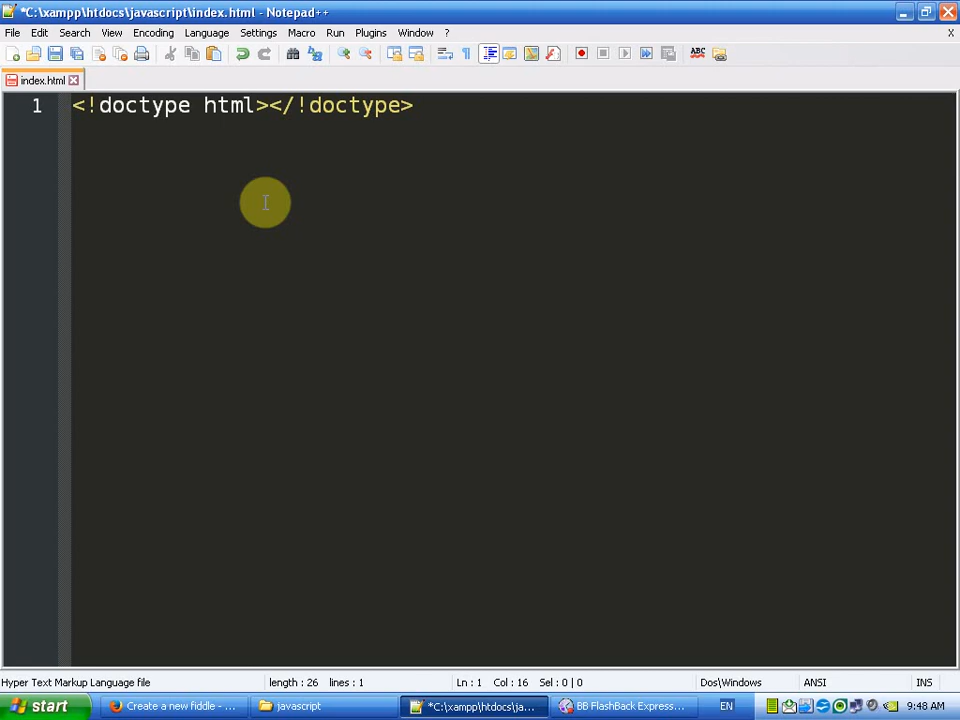 *C:\xampp\htdocs\javascript\index.html - Notepad++
File Edit Search View Encoding Language Settings Macro Run Plugins Window ? X
ABC
index.html
1 <!doctype html></!doctype>
Hyper Text Markup Language file length : 26 lines : 1 Ln : 1 Col : 16 Sel : 0 | 0 Dos\Windows ANSI INS
start Create a new fiddle - ... javascript *C:\xampp\htdocs\ja... BB FlashBack Express... EN 9:48 AM